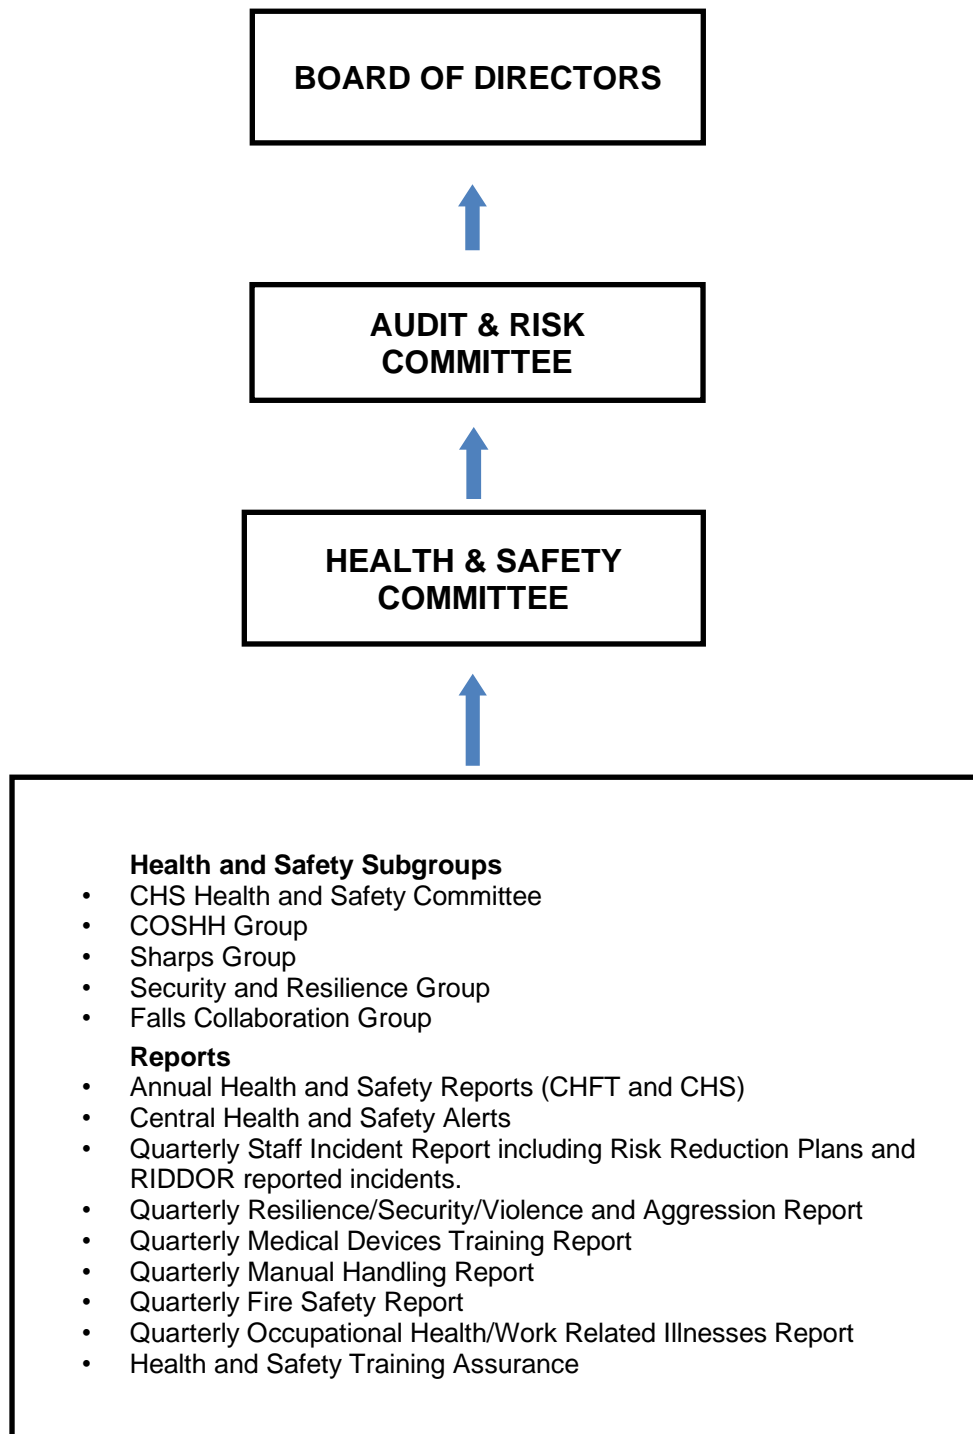 BOARD OF DIRECTORS
AUDIT & RISK
COMMITTEE
HEALTH & SAFETY
COMMITTEE
Health and Safety Subgroups
• CHS Health and Safety Committee
• COSHH Group
• Sharps Group
• Security and Resilience Group
• Falls Collaboration Group
Reports
• Annual Health and Safety Reports (CHFT and CHS)
• Central Health and Safety Alerts
• Quarterly Staff Incident Report including Risk Reduction Plans and
RIDDOR reported incidents.
• Quarterly Resilience/Security/Violence and Aggression Report
• Quarterly Medical Devices Training Report
• Quarterly Manual Handling Report
• Quarterly Fire Safety Report
• Quarterly Occupational Health/Work Related Illnesses Report
• Health and Safety Training Assurance